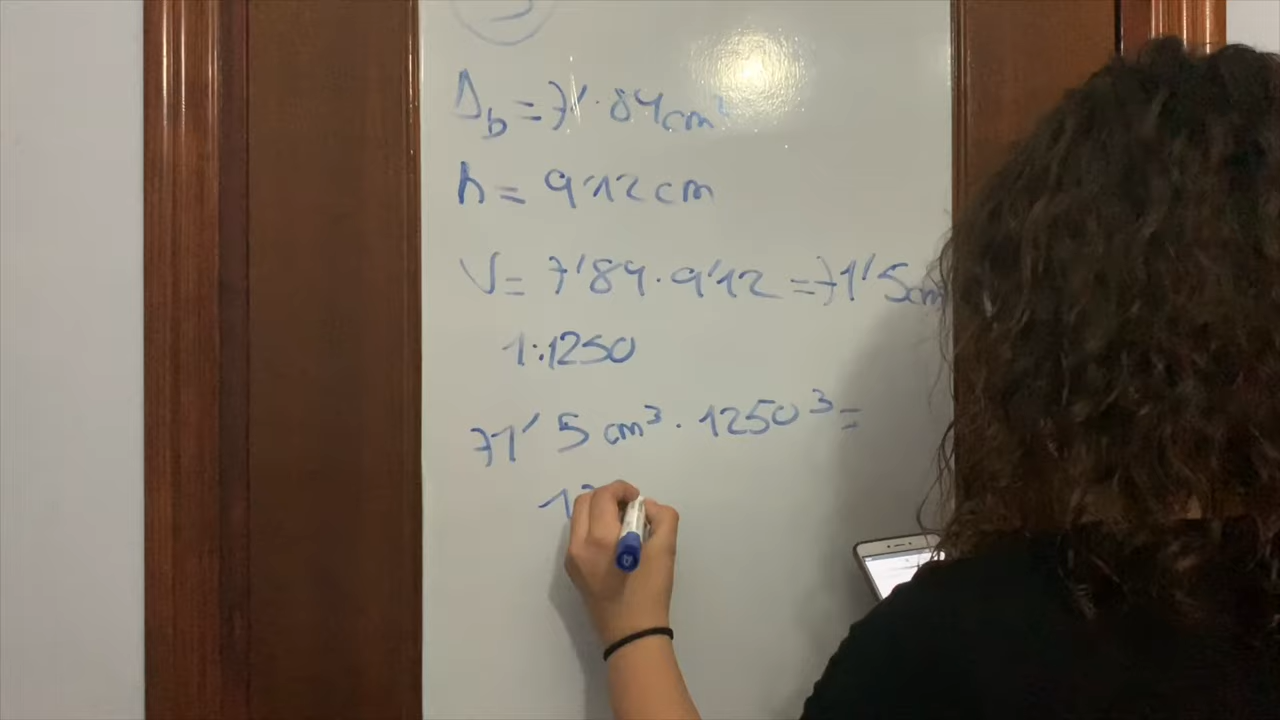 A_b = 7'84 cm²
h = 9'12 cm
V = 7'84 · 9'12 = 71'5 cm
1:1250
71'5 cm³ · 1250³ =